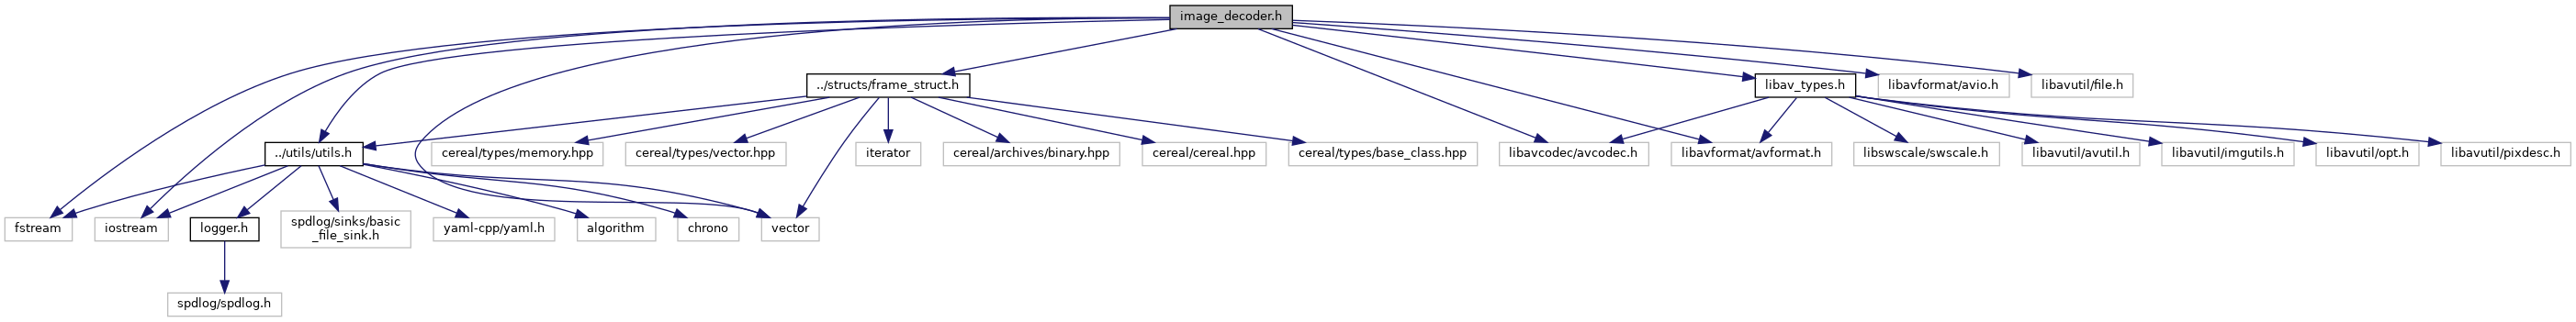 image_decoder.h
../structs/frame_struct.h
libav_types.h
libavformat/avio.h
libavutil/file.h
../utils/utils.h
cereal/types/memory.hpp
cereal/types/vector.hpp
iterator
cereal/archives/binary.hpp
cereal/cereal.hpp
cereal/types/base_class.hpp
libavcodec/avcodec.h
libavformat/avformat.h
libswscale/swscale.h
libavutil/avutil.h
libavutil/imgutils.h
libavutil/opt.h
libavutil/pixdesc.h
fstream
iostream
logger.h
spdlog/sinks/basic
_file_sink.h
yaml-cpp/yaml.h
algorithm
chrono
vector
spdlog/spdlog.h